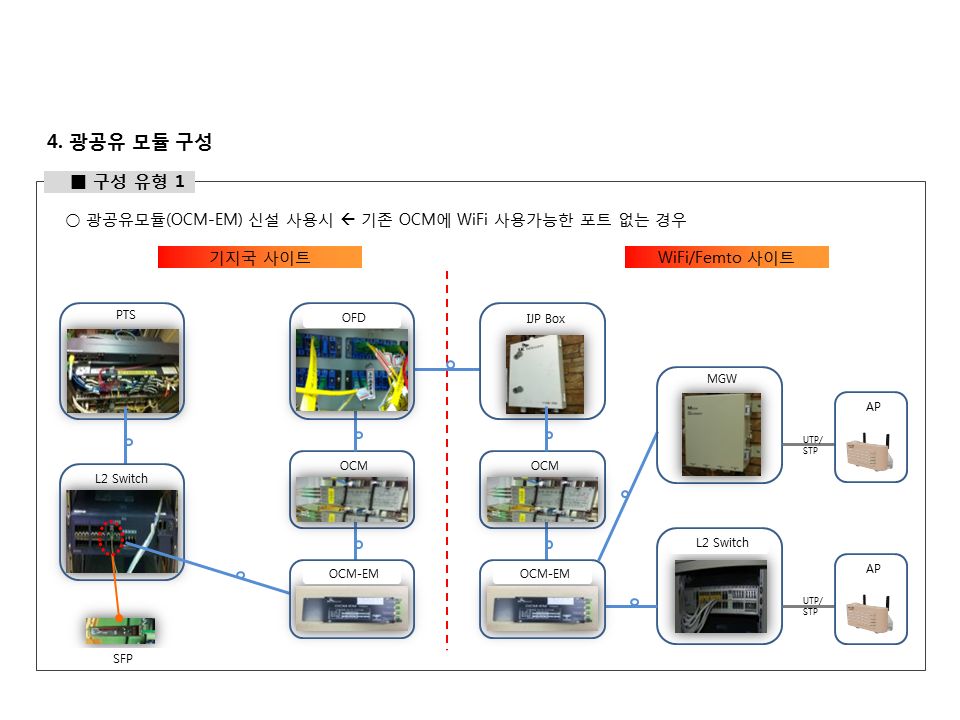 4. 광공유 모듈 구성
■ 구성 유형 1
○ 광공유모듈(OCM-EM) 신설 사용시 ← 기존 OCM에 WiFi 사용가능한 포트 없는 경우
기지국 사이트
WiFi/Femto 사이트
PTS
OFD
IJP Box
MGW
AP
UTP/
STP
L2 Switch
OCM
OCM
OCM-EM
OCM-EM
L2 Switch
AP
UTP/
STP
SFP